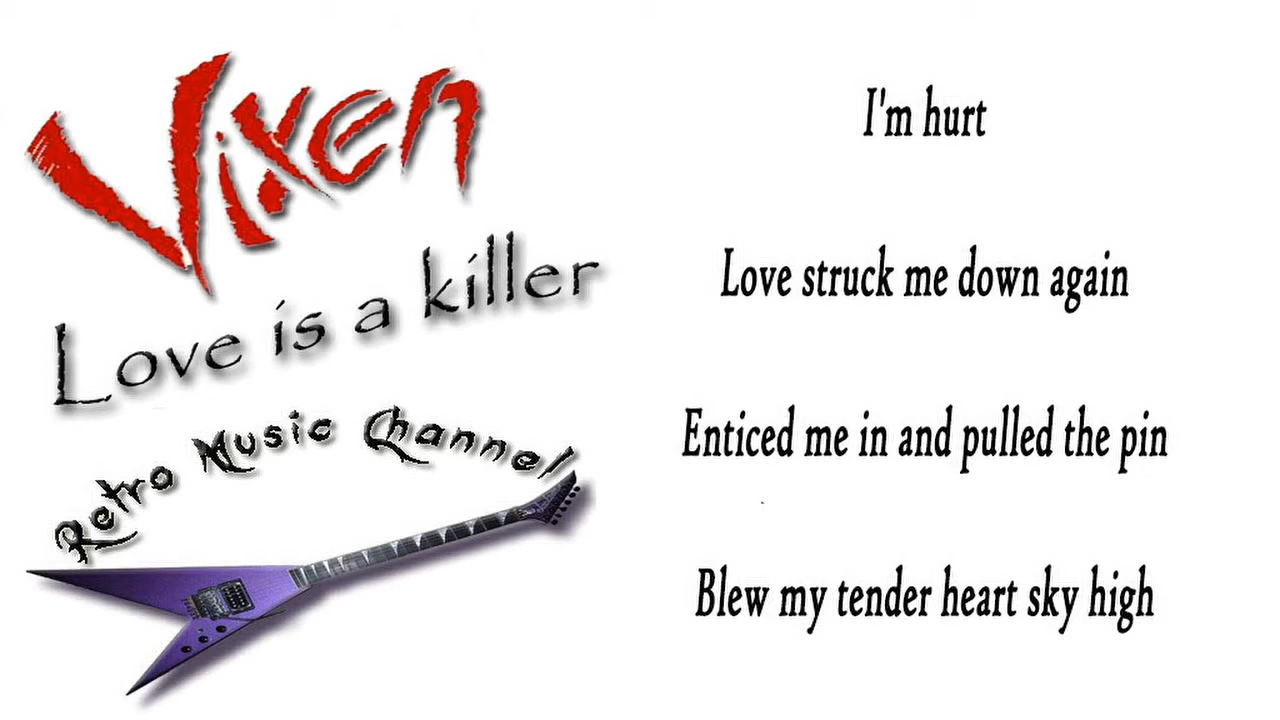 Vixen
Love is a killer
Retro Music Channel
I'm hurt
Love struck me down again
Enticed me in and pulled the pin
Blew my tender heart sky high